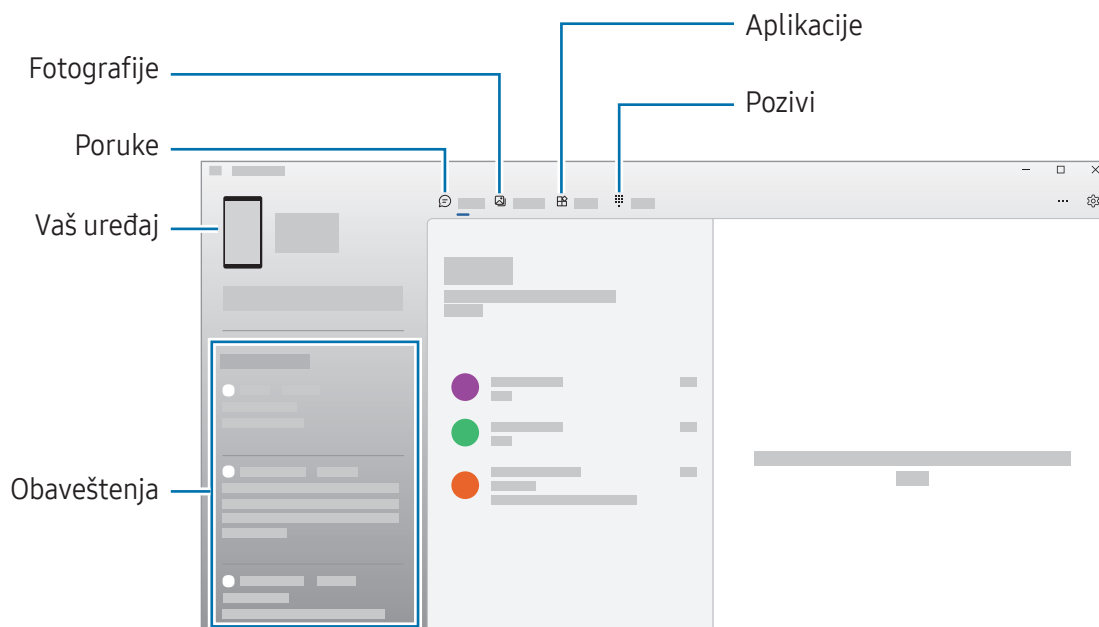 Aplikacije
Fotografije
Pozivi
Poruke
Vaš uređaj
Obaveštenja